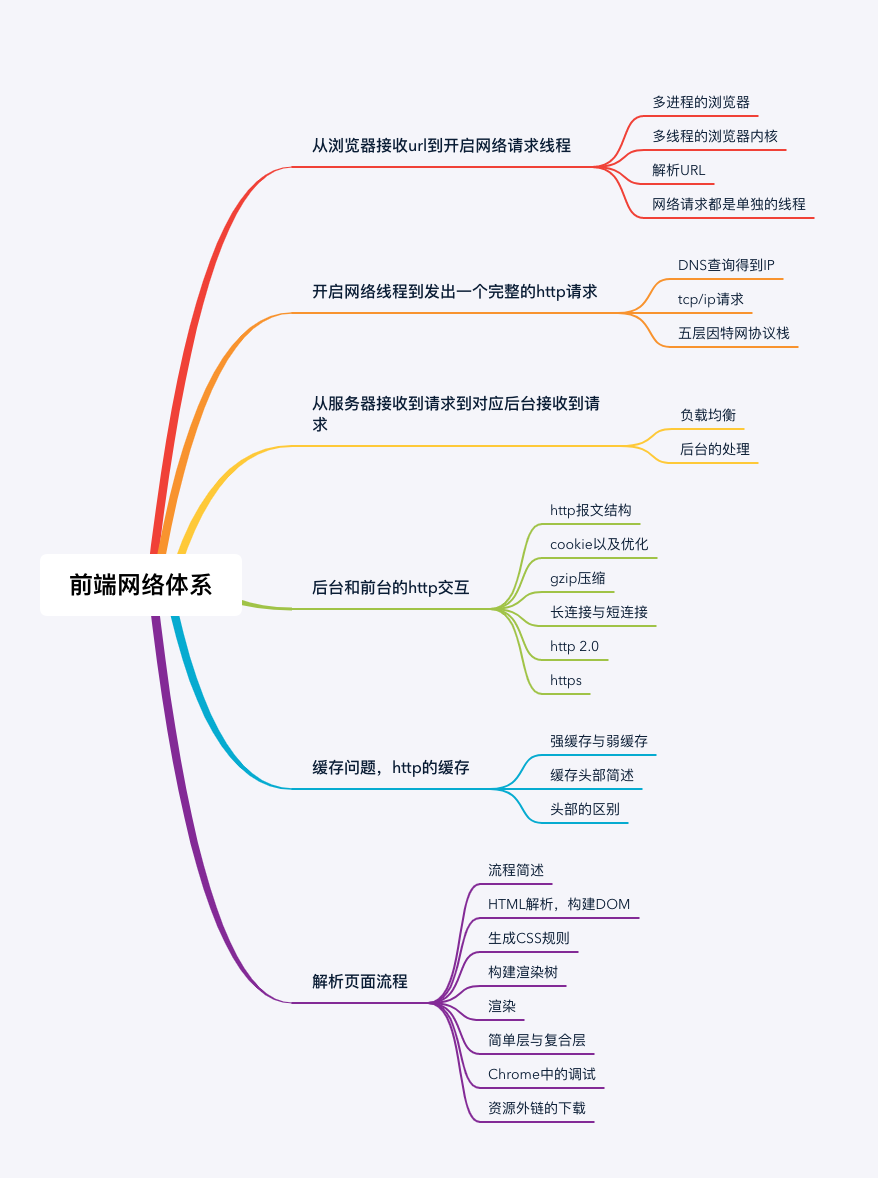 前端网络体系
从浏览器接收url到开启网络请求线程
多进程的浏览器
多线程的浏览器内核
解析URL
网络请求都是单独的线程
开启网络线程到发出一个完整的http请求
DNS查询得到IP
tcp/ip请求
五层因特网协议栈
从服务器接收到请求到对应后台接收到请
求
负载均衡
后台的处理
后台和前台的http交互
http报文结构
cookie以及优化
gzip压缩
长连接与短连接
http 2.0
https
缓存问题，http的缓存
强缓存与弱缓存
缓存头部简述
头部的区别
解析页面流程
流程简述
HTML解析，构建DOM
生成CSS规则
构建渲染树
渲染
简单层与复合层
Chrome中的调试
资源外链的下载